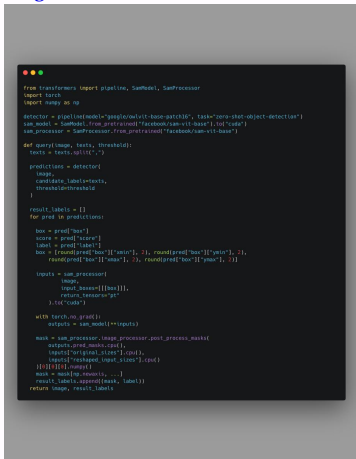 from transformers import pipeline, SamModel, SamProcessor
import torch
import numpy as np
detector = pipeline(model="google/owlvit-base-patch16", task="zero-shot-object-detection")
sam_model = SamModel.from_pretrained("facebook/sam-vit-base").to("cuda")
sam_processor = SamProcessor.from_pretrained("facebook/sam-vit-base")
def query(image, texts, threshold):
  texts = texts.split(",")
  predictions = detector(
    image,
    candidate_labels=texts,
    threshold=threshold
  )
  result_labels = []
  for pred in predictions:
    box = pred["box"]
    score = pred["score"]
    label = pred["label"]
    box = [round(pred["box"]["xmin"], 2), round(pred["box"]["ymin"], 2),
        round(pred["box"]["xmax"], 2), round(pred["box"]["ymax"], 2)]
    inputs = sam_processor(
            image,
            input_boxes=[[[box]]],
            return_tensors="pt"
        ).to("cuda")
    with torch.no_grad():
        outputs = sam_model(**inputs)
    mask = sam_processor.image_processor.post_process_masks(
        outputs.pred_masks.cpu(),
        inputs["original_sizes"].cpu(),
        inputs["reshaped_input_sizes"].cpu()
    )[0][0][0].numpy()
    mask = mask[np.newaxis, ...]
    result_labels.append((mask, label))
  return image, result_labels